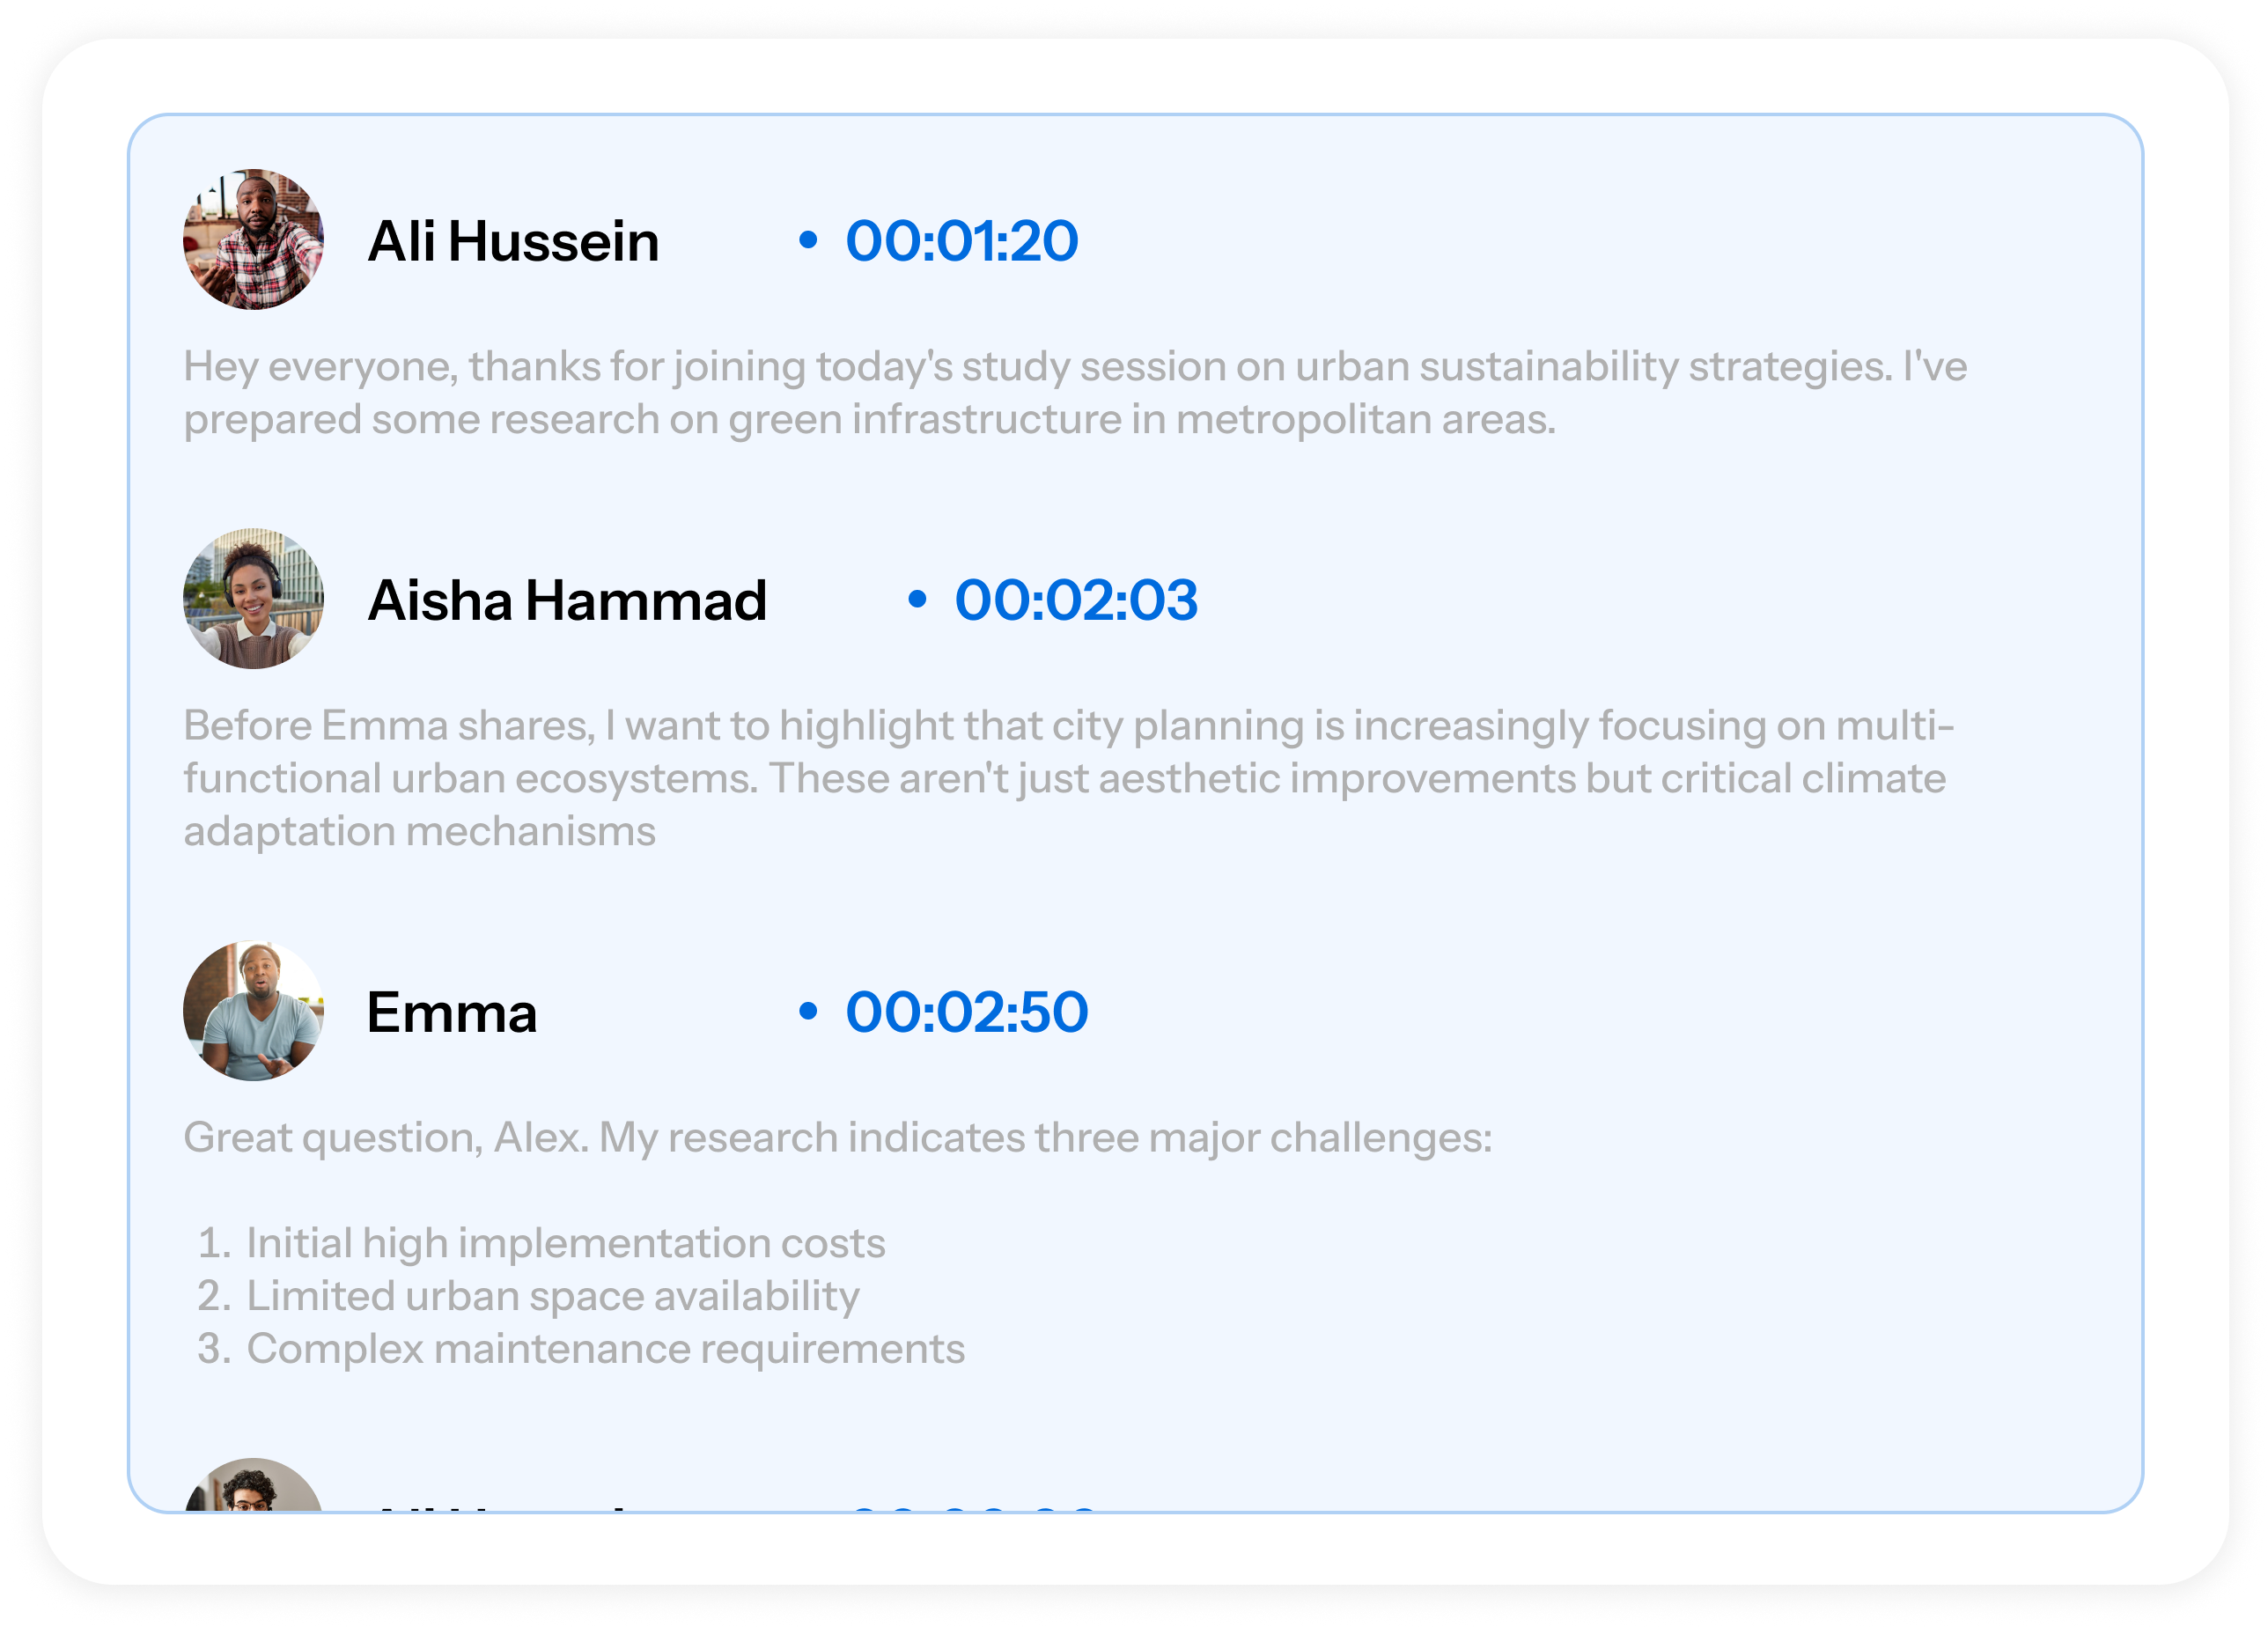 Ali Hussein • 00:01:20
Hey everyone, thanks for joining today's study session on urban sustainability strategies. I've
prepared some research on green infrastructure in metropolitan areas.
Aisha Hammad • 00:02:03
Before Emma shares, I want to highlight that city planning is increasingly focusing on multi-
functional urban ecosystems. These aren't just aesthetic improvements but critical climate
adaptation mechanisms
Emma • 00:02:50
Great question, Alex. My research indicates three major challenges:
1. Initial high implementation costs
2. Limited urban space availability
3. Complex maintenance requirements